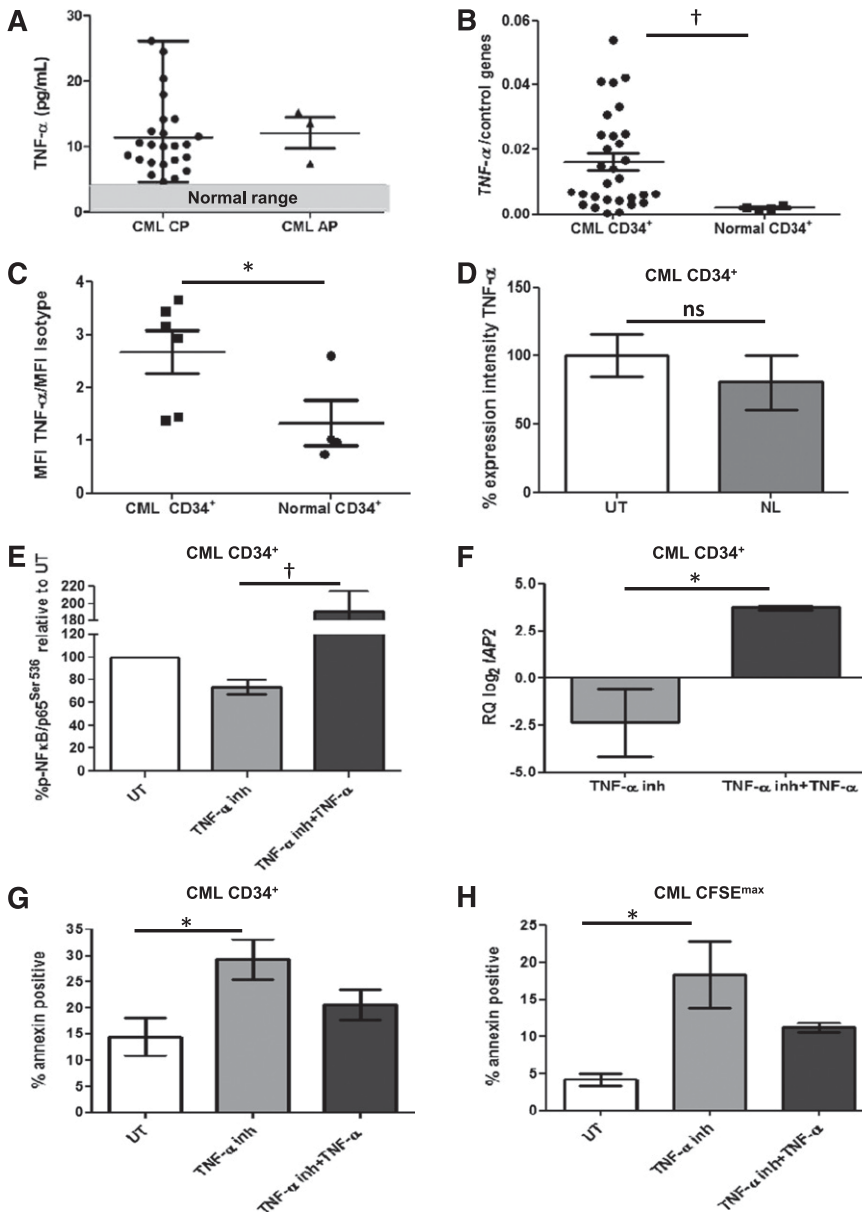 A
TNF-α (pg/mL)
30
20
10
0
Normal range
CML CP
CML AP
B
†
TNF-α/control genes
0.06
0.04
0.02
0.00
CML CD34⁺
Normal CD34⁺
C
*
MFI TNF-α/MFI Isotype
4
3
2
1
0
CML CD34⁺
Normal CD34⁺
D
CML CD34⁺
ns
% expression intensity TNF-α
150
100
50
0
UT
NL
E
CML CD34⁺
†
%p-NFκB/p65^Ser 536 relative to UT
220
200
180
120
100
80
60
40
20
0
UT
TNF-α inh
TNF-α inh+TNF-α
F
CML CD34⁺
*
RQ log₂ IAP2
5.0
2.5
0.0
-2.5
-5.0
TNF-α inh
TNF-α inh+TNF-α
G
CML CD34⁺
*
% annexin positive
35
30
25
20
15
10
5
0
UT
TNF-α inh
TNF-α inh+TNF-α
H
CML CFSE^max
*
% annexin positive
25
20
15
10
5
0
UT
TNF-α inh
TNF-α inh+TNF-α